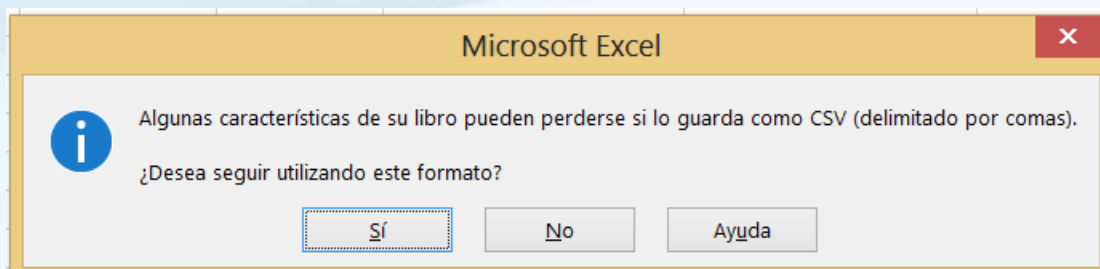 Microsoft Excel
Algunas características de su libro pueden perderse si lo guarda como CSV (delimitado por comas).
¿Desea seguir utilizando este formato?
Sí No Ayuda